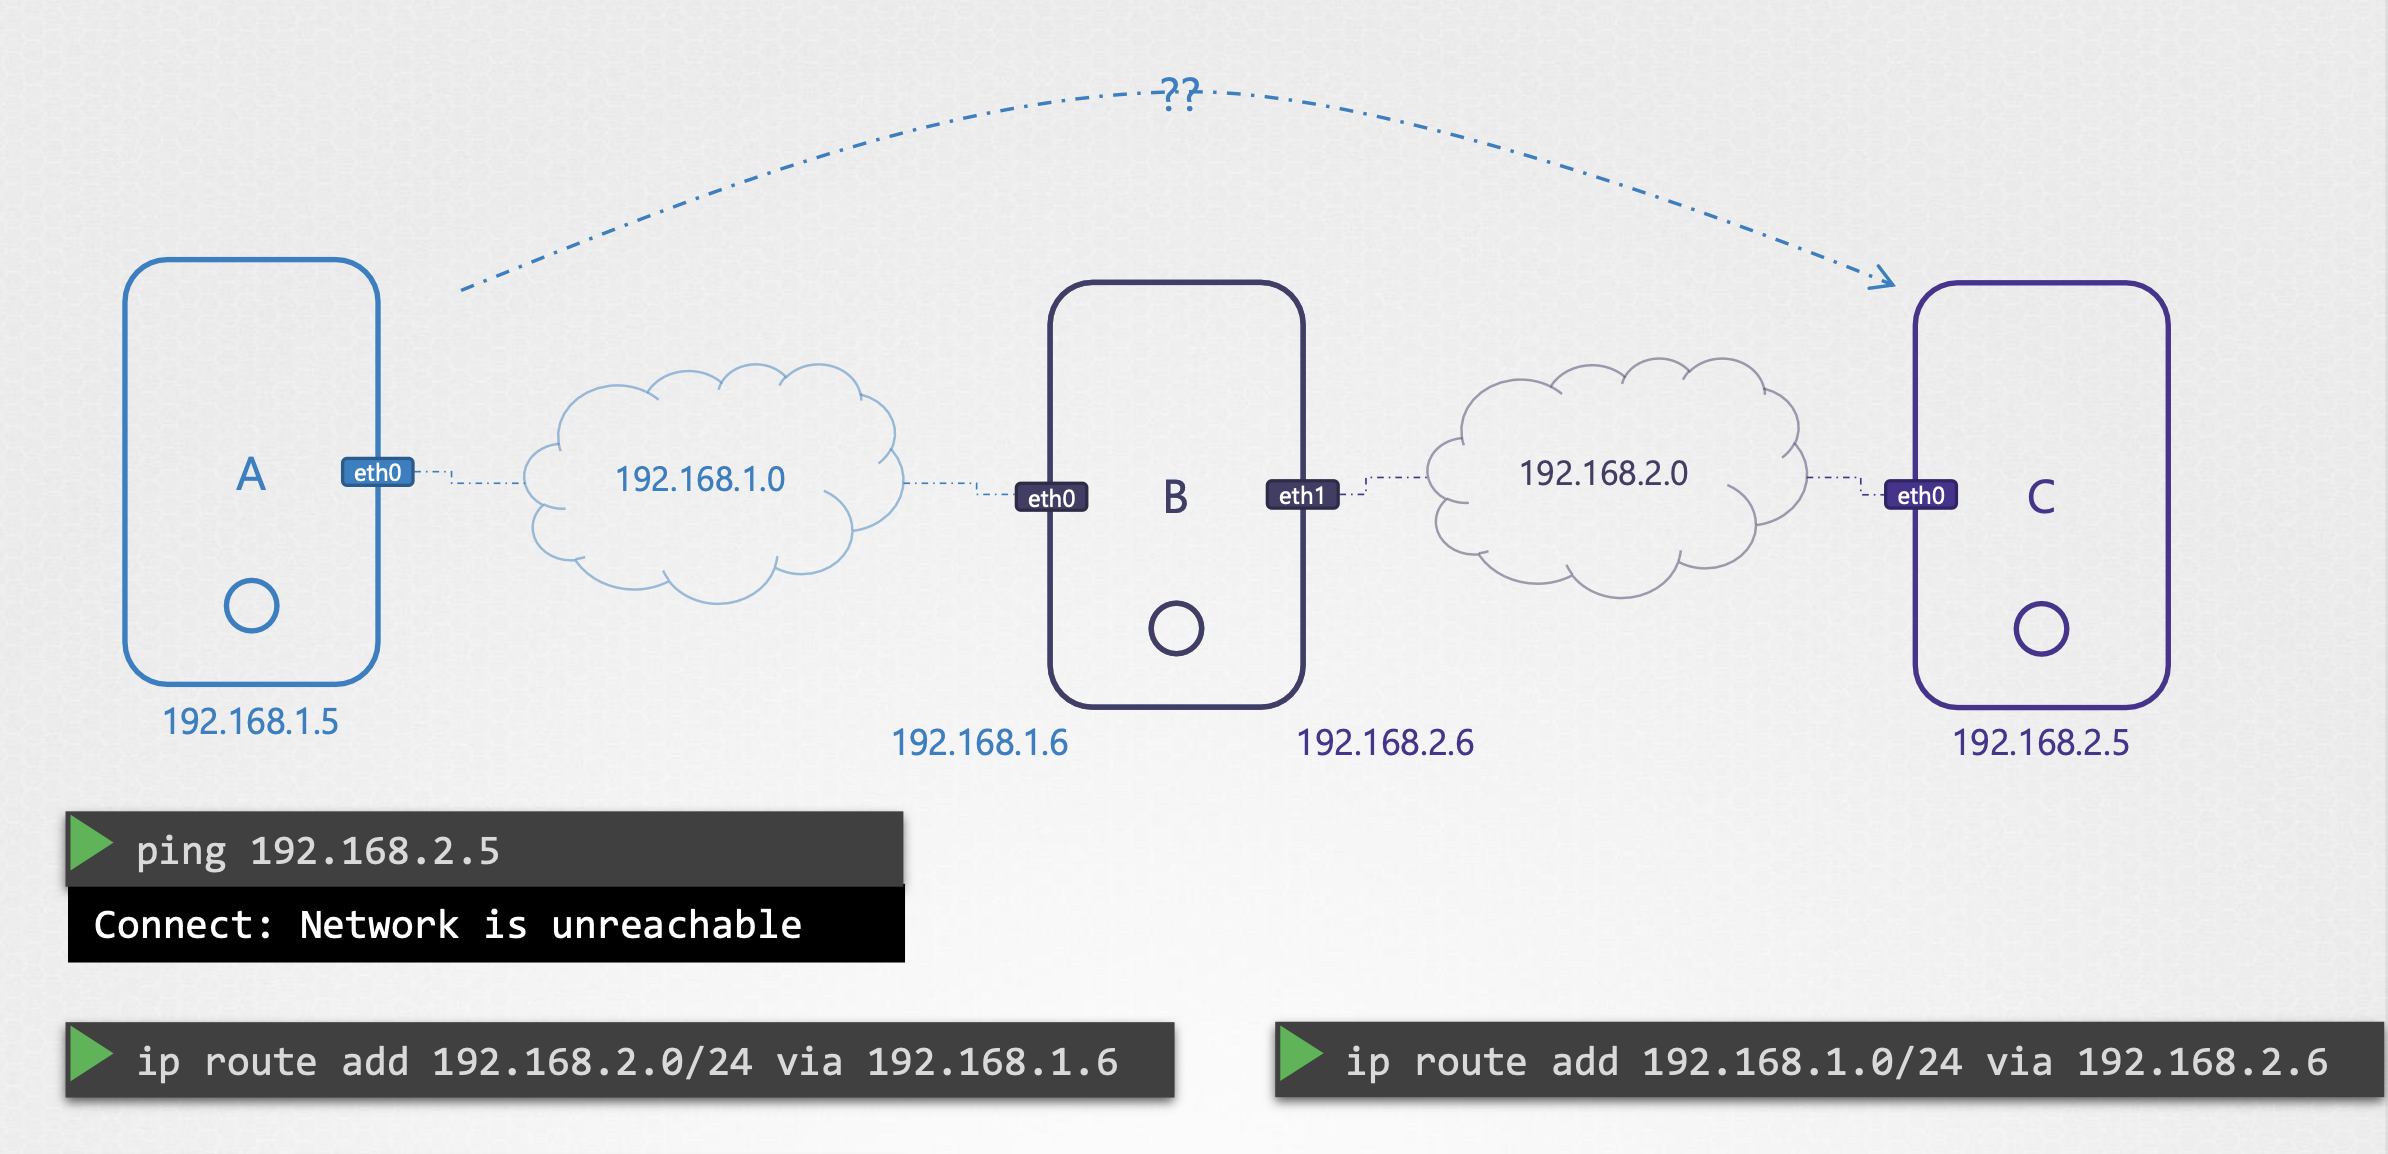 ??
A
eth0
192.168.1.0
eth0
B
eth1
192.168.2.0
eth0
C
192.168.1.5
192.168.1.6
192.168.2.6
192.168.2.5
ping 192.168.2.5
Connect: Network is unreachable
ip route add 192.168.2.0/24 via 192.168.1.6
ip route add 192.168.1.0/24 via 192.168.2.6